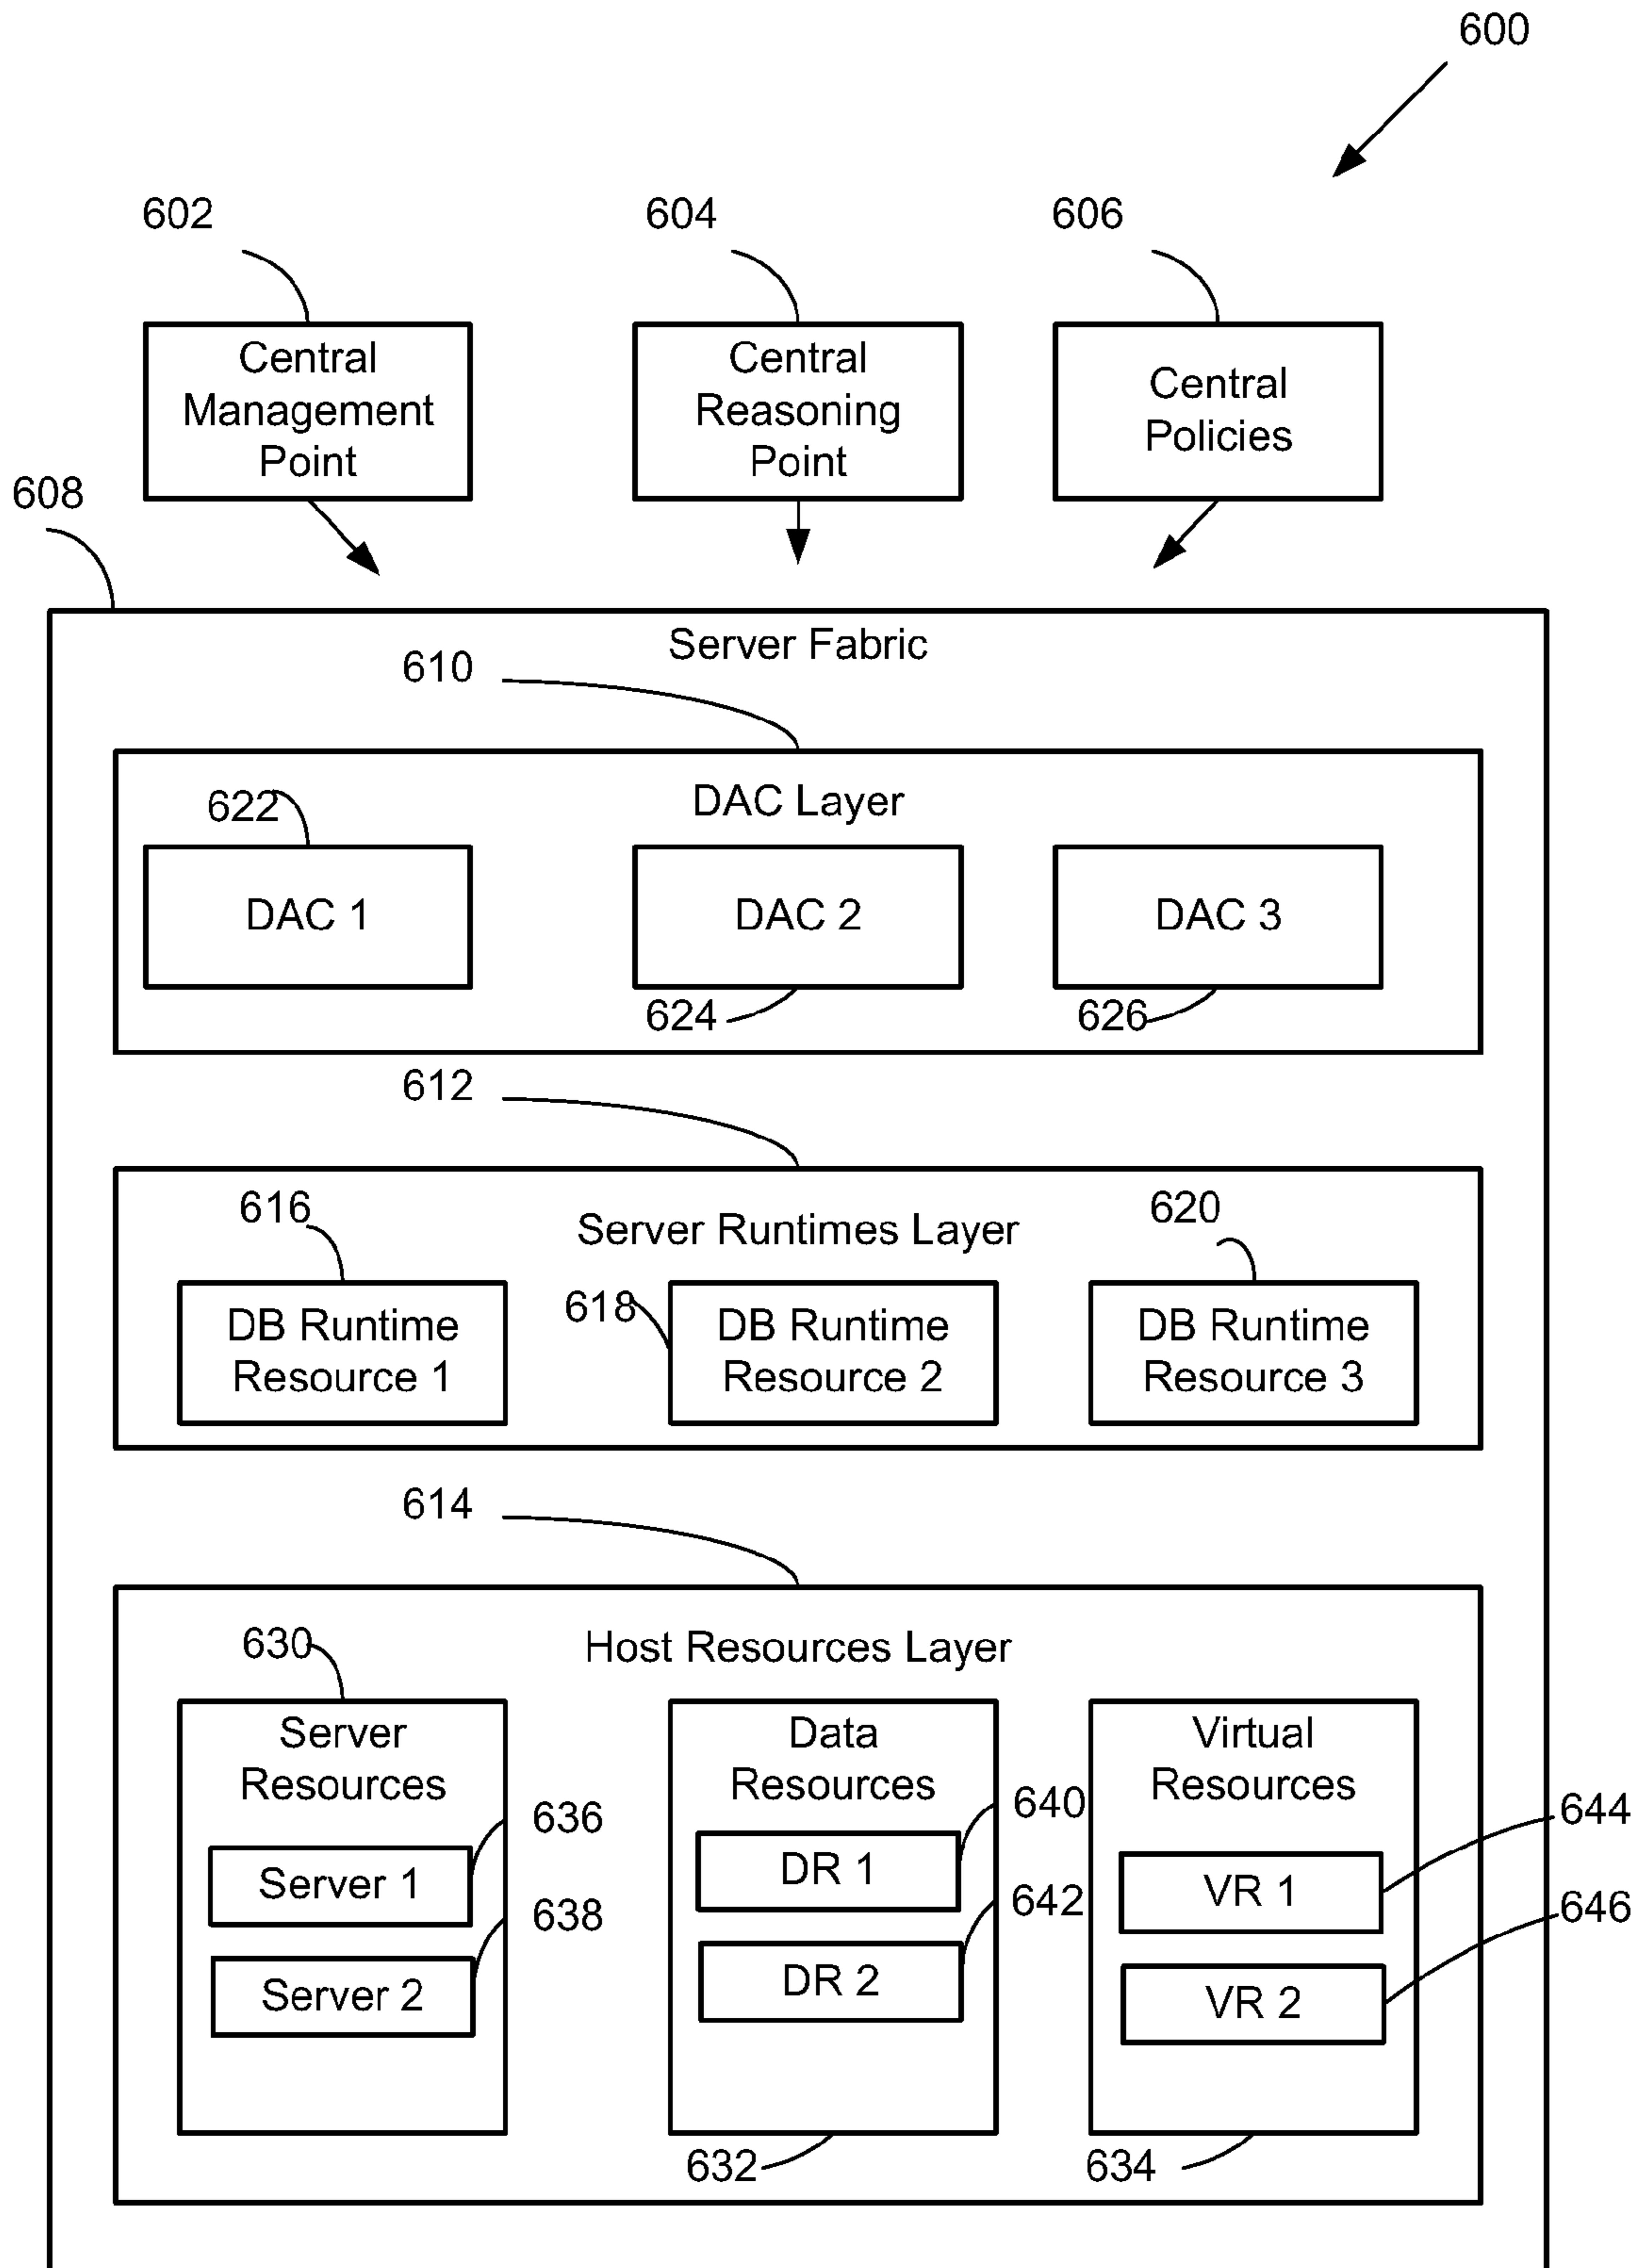 600
602
604
606
Central
Management
Point
Central
Reasoning
Point
Central
Policies
608
Server Fabric
610
DAC Layer
622
DAC 1
DAC 2
DAC 3
624
626
612
Server Runtimes Layer
616
618
620
DB Runtime
Resource 1
DB Runtime
Resource 2
DB Runtime
Resource 3
614
Host Resources Layer
630
Server
Resources
636
Server 1
638
Server 2
Data
Resources
640
DR 1
642
DR 2
632
Virtual
Resources
644
VR 1
646
VR 2
634